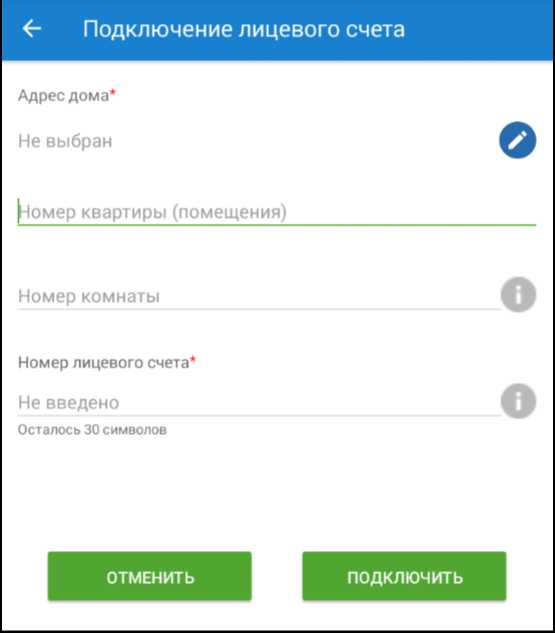 Подключение лицевого счета
Адрес дома*
Не выбран
Номер квартиры (помещения)
Номер комнаты
Номер лицевого счета*
Не введено
Осталось 30 символов
ОТМЕНИТЬ
ПОДКЛЮЧИТЬ